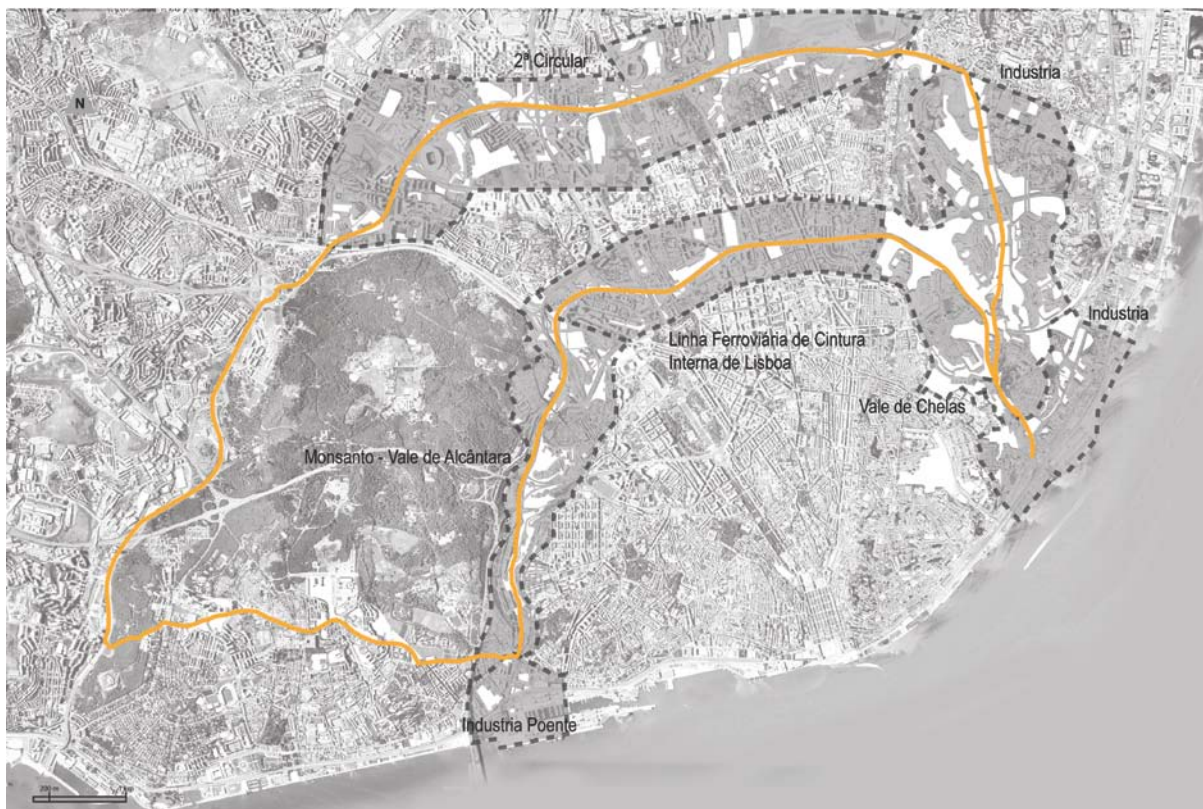 2ª Circular
Industria
N
Industria
Linha Ferroviária de Cintura
Interna de Lisboa
Vale de Chelas
Monsanto - Vale de Alcântara
Industria Poente
200 m